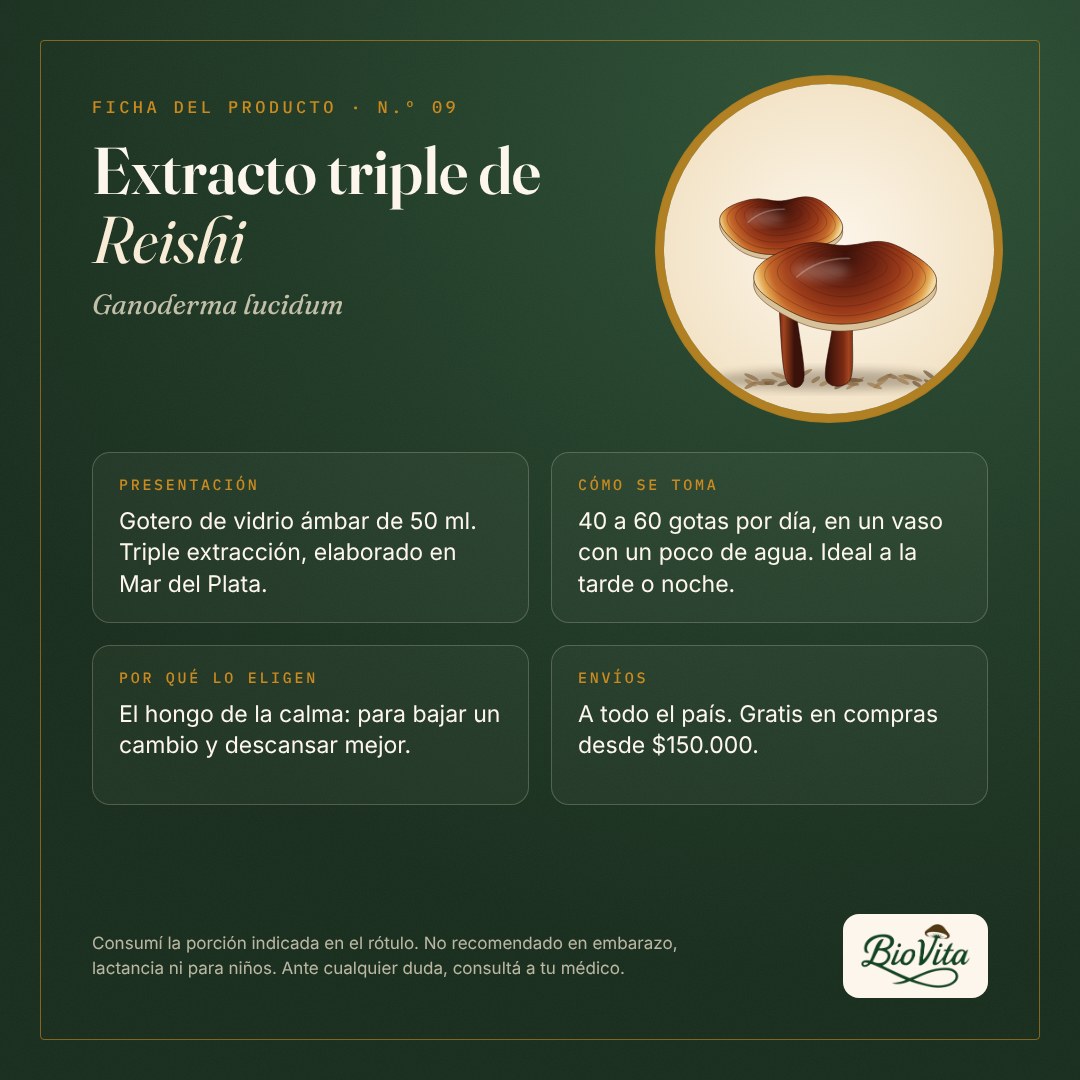 FICHA DEL PRODUCTO · N.º 09
Extracto triple de
Reishi
Ganoderma lucidum
PRESENTACIÓN
Gotero de vidrio ámbar de 50 ml.
Triple extracción, elaborado en
Mar del Plata.
CÓMO SE TOMA
40 a 60 gotas por día, en un vaso
con un poco de agua. Ideal a la
tarde o noche.
POR QUÉ LO ELIGEN
El hongo de la calma: para bajar un
cambio y descansar mejor.
ENVÍOS
A todo el país. Gratis en compras
desde $150.000.
Consumí la porción indicada en el rótulo. No recomendado en embarazo,
lactancia ni para niños. Ante cualquier duda, consultá a tu médico.
BioVita